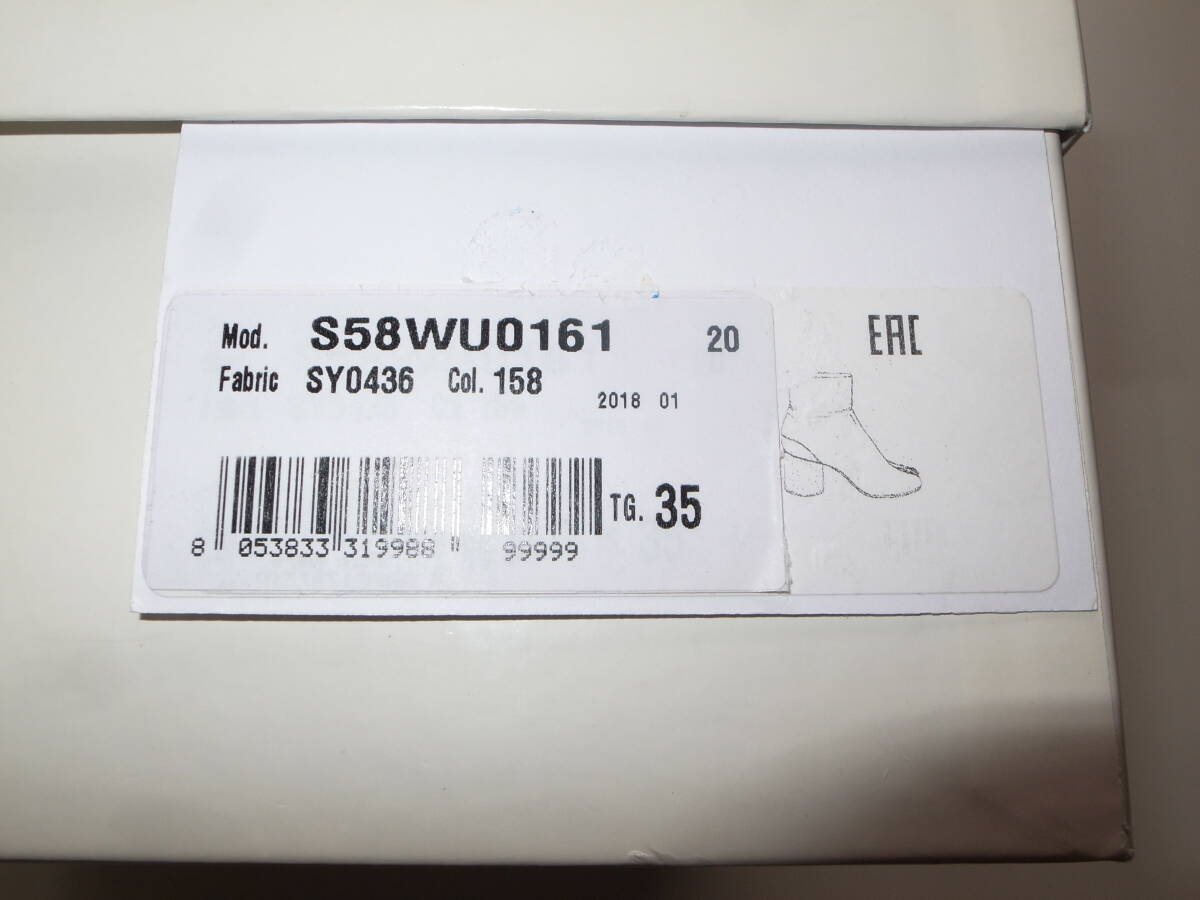 Mod. S58WU0161 20
EAC
Fabric SY0436 Col. 158
2018 01
TG. 35
8 053833 319988 99999